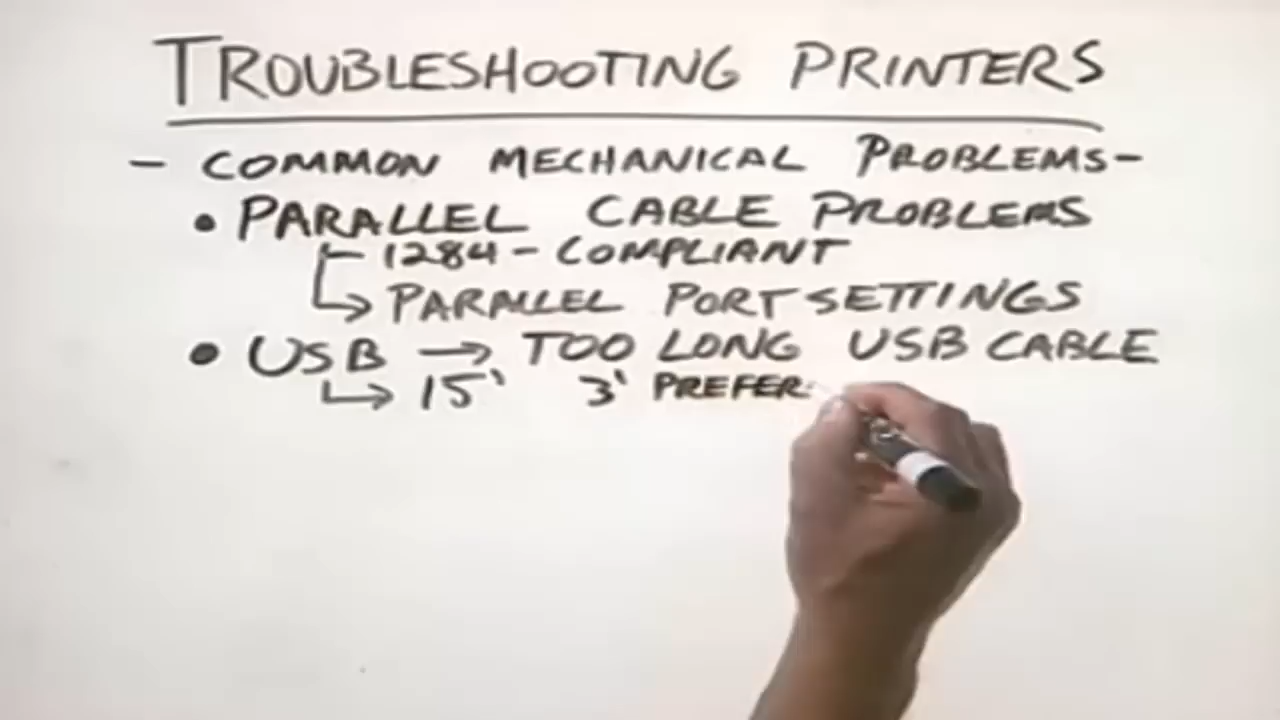 TROUBLESHOOTING PRINTERS
- COMMON MECHANICAL PROBLEMS-
• PARALLEL CABLE PROBLEMS
1284 - COMPLIANT
→ PARALLEL PORT SETTINGS
• USB → TOO LONG USB CABLE
↳ 15' 3' PREFER